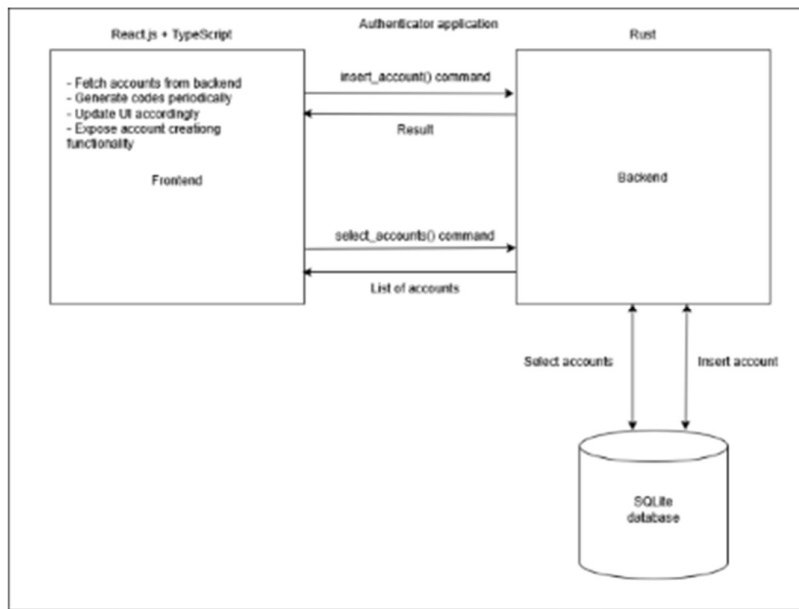 Authenticator application
React.js + TypeScript
Rust
- Fetch accounts from backend
- Generate codes periodically
- Update UI accordingly
- Expose account creationg
functionality
Frontend
insert_account() command
Result
Backend
select_accounts() command
List of accounts
Select accounts
Insert account
SQLite
database